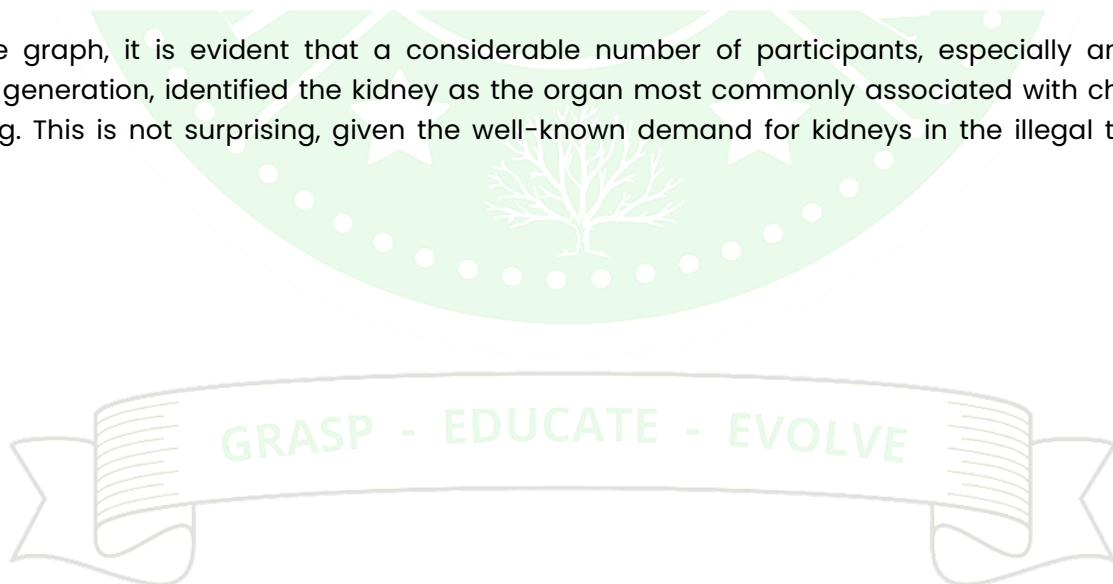 graph, it is evident that a considerable number of participants, especially
generation, identified the kidney as the organ most commonly associated with
This is not surprising, given the well-known demand for kidneys in the illegal
GRASP - EDUCATE - EVOLVE